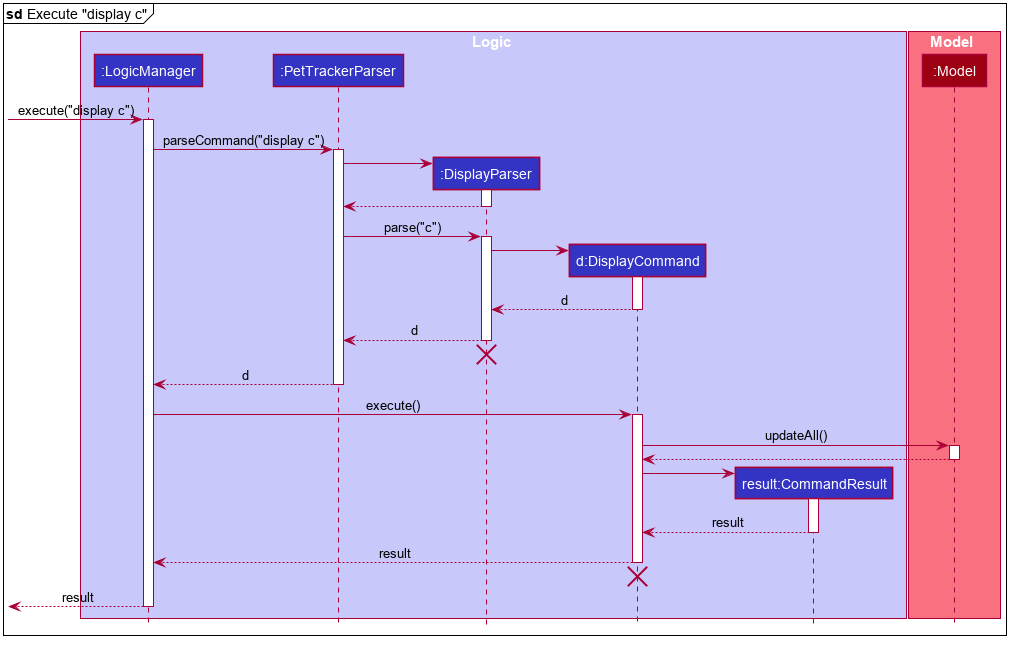 sd Execute "display c"
Logic
Model
:LogicManager
:PetTrackerParser
:Model
execute("display c")
parseCommand("display c")
:DisplayParser
parse("c")
d:DisplayCommand
d
d
d
execute()
updateAll()
result:CommandResult
result
result
result